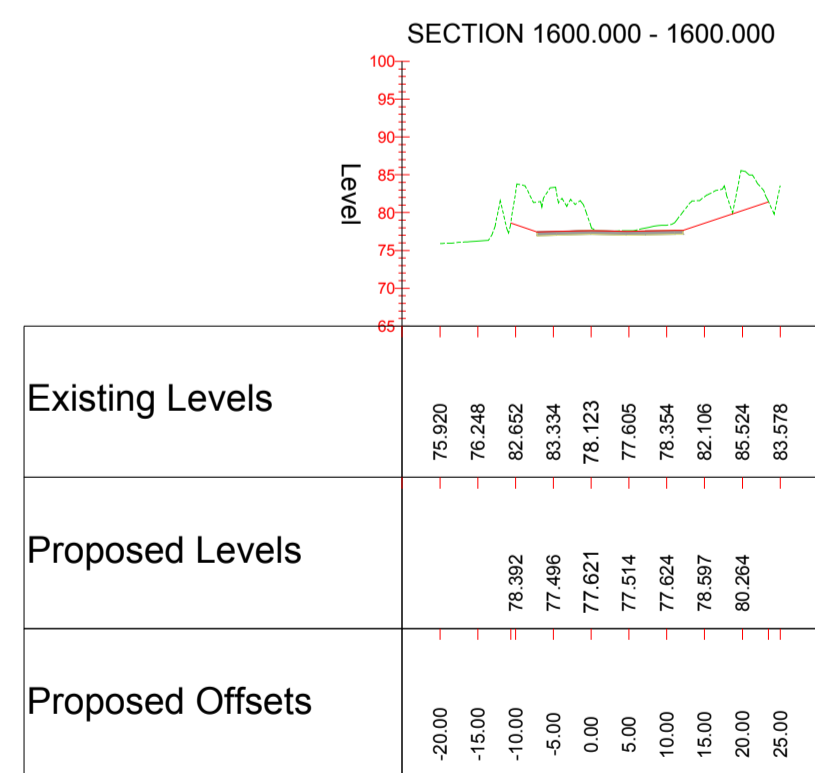 SECTION 1600.000 - 1600.000
100
95
90
85
80
75
70
65
Level
Existing Levels
75.920 76.248 82.652 83.334 78.123 77.605 78.354 82.106 85.524 83.578
Proposed Levels
78.392 77.496 77.621 77.514 77.624 78.597 80.264
Proposed Offsets
-20.00 -15.00 -10.00 -5.00 0.00 5.00 10.00 15.00 20.00 25.00